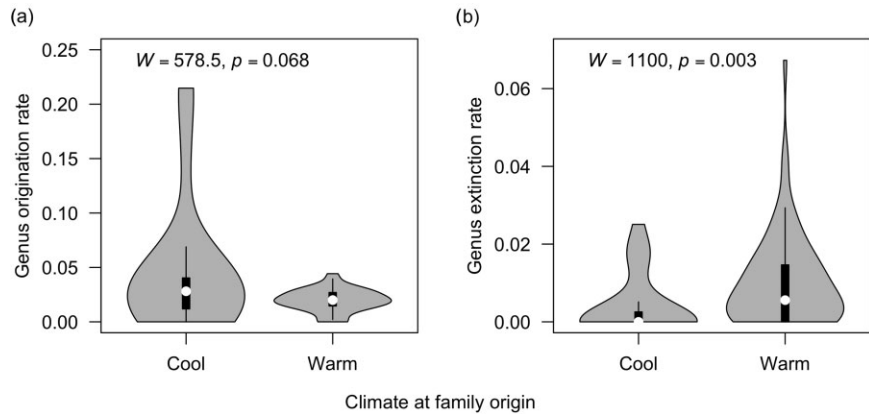 (a)
W = 578.5, p = 0.068
Genus origination rate
0.25
0.20
0.15
0.10
0.05
0.00
Cool
Warm
(b)
W = 1100, p = 0.003
Genus extinction rate
0.06
0.04
0.02
0.00
Cool
Warm
Climate at family origin